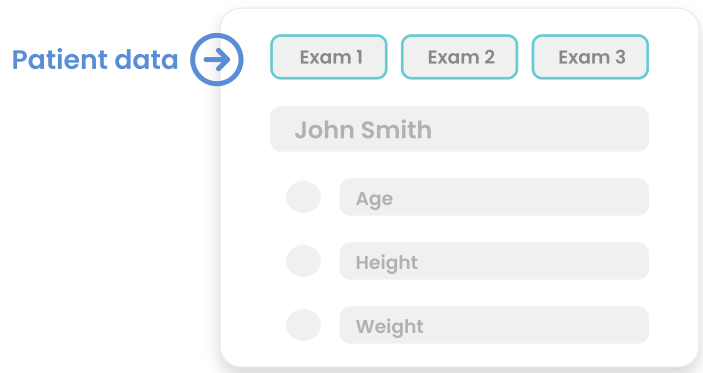 Patient data
Exam 1 Exam 2 Exam 3
John Smith
Age
Height
Weight